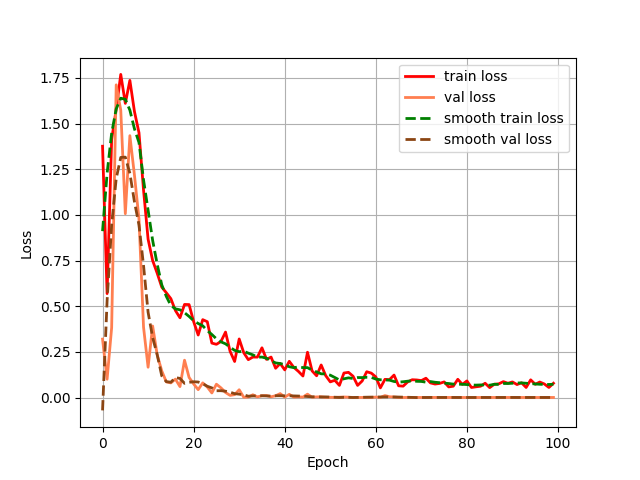 1.75
1.50
1.25
1.00
0.75
0.50
0.25
0.00
Loss
train loss
val loss
smooth train loss
smooth val loss
0 20 40 60 80 100
Epoch